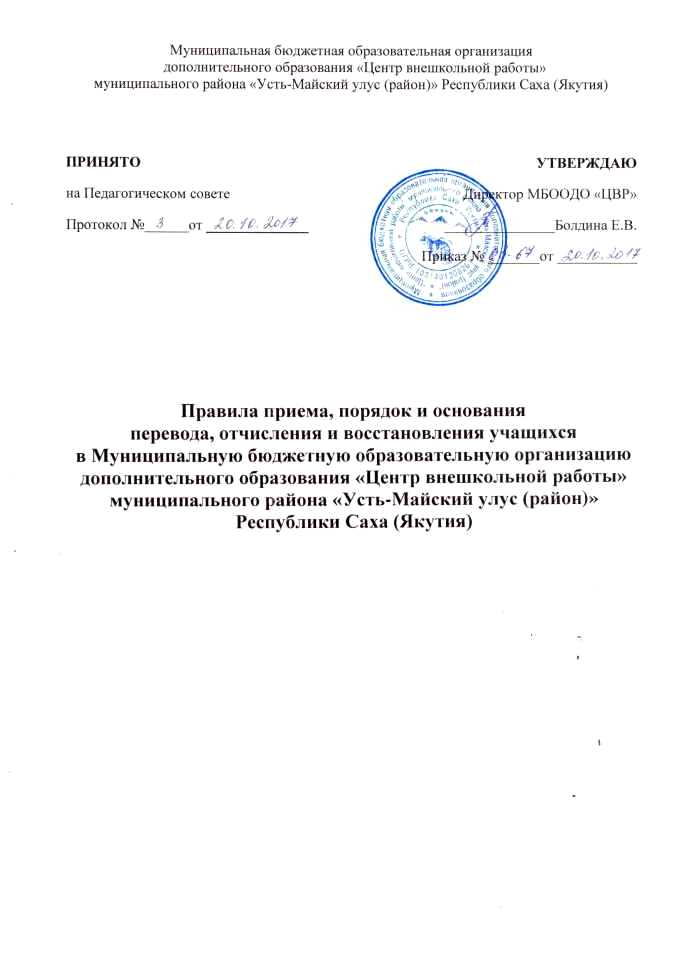 Муниципальная бюджетная образовательная организация
дополнительного образования «Центр внешкольной работы»
муниципального района «Усть-Майский улус (район)» Республики Саха (Якутия)
ПРИНЯТО
УТВЕРЖДАЮ
на Педагогическом совете
Директор МБООДО «ЦВР»
Протокол № 3 от 20.10.2017
Болдина Е.В.
Приказ № 67 от 20.10.2017
Правила приема, порядок и основания
перевода, отчисления и восстановления учащихся
в Муниципальную бюджетную образовательную организацию
дополнительного образования «Центр внешкольной работы»
муниципального района «Усть-Майский улус (район)»
Республики Саха (Якутия)